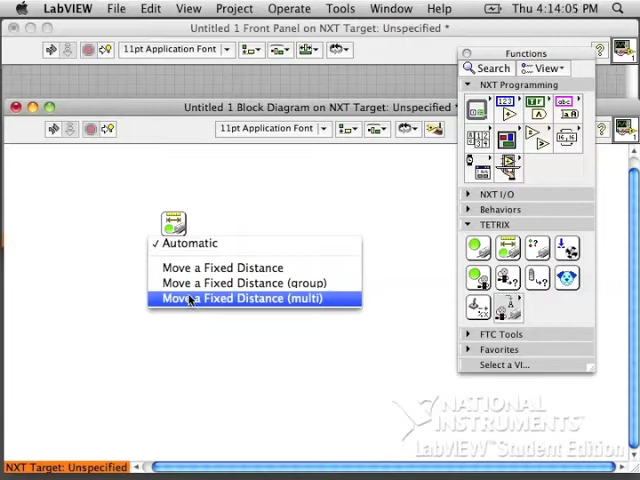 LabVIEW File Edit View Project Operate Tools Window Help Thu 4:14:05 PM
Untitled 1 Front Panel on NXT Target: Unspecified *
11pt Application Font
Functions
Search View
Untitled 1 Block Diagram on NXT Target: Unspecified *
11pt Application Font
NXT Programming
NXT I/O
Behaviors
TETRIX
✓ Automatic
Move a Fixed Distance
Move a Fixed Distance (group)
Move a Fixed Distance (multi)
FTC Tools
Favorites
Select a VI...
NATIONAL
INSTRUMENTS
LabVIEW Student Edition
NXT Target: Unspecified